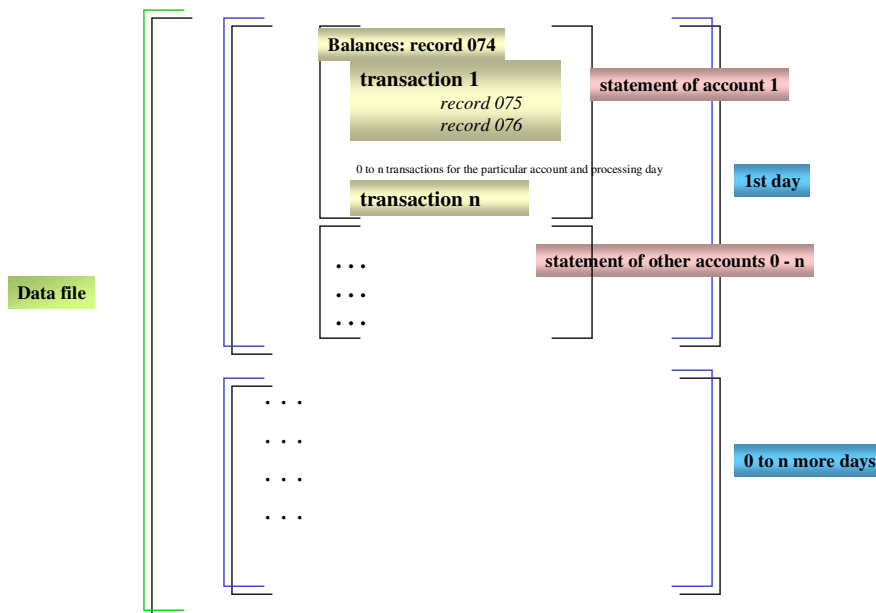 Balances: record 074
transaction 1
record 075
record 076
statement of account 1
0 to n transactions for the particular account and processing day
1st day
transaction n
statement of other accounts 0 - n
...
Data file
...
...
. . .
. . .
0 to n more days
. . .
. . .